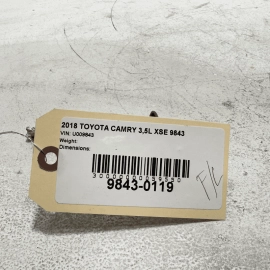 2018 TOYOTA CAMRY 3,5L XSE 9843
VIN: U009843
Weight:
Dimensions:
9843-0119
F/C